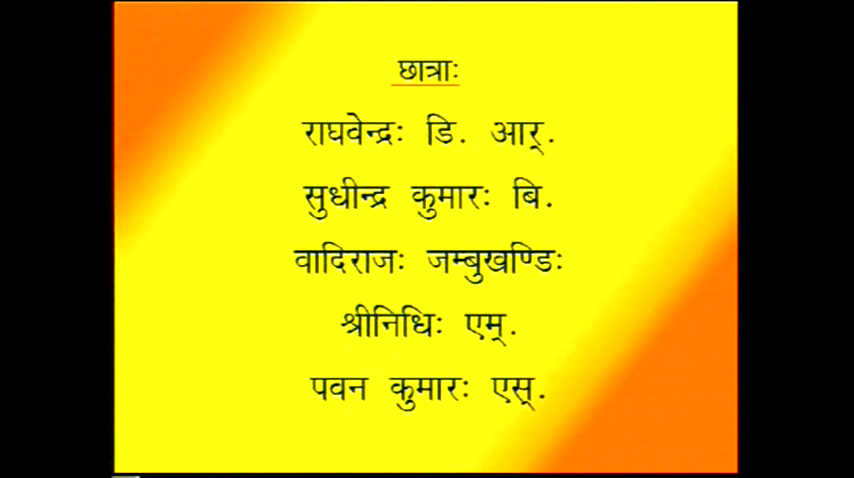 छात्राः
राघवेन्द्रः डि. आर्.
सुधीन्द्र कुमारः बि.
वादिराजः जम्बुखण्डिः
श्रीनिधिः एम्.
पवन कुमारः एस्.